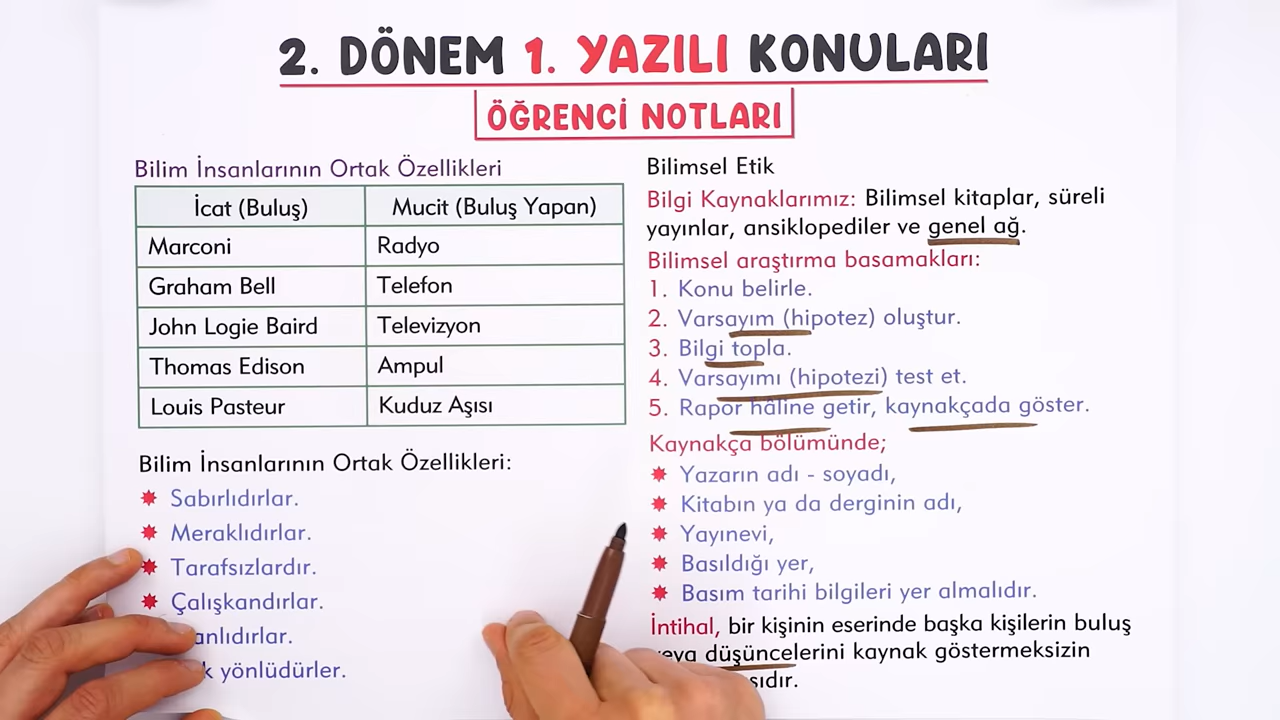 2. DÖNEM 1. YAZILI KONULARI
ÖĞRENCİ NOTLARI
Bilim İnsanlarının Ortak Özellikleri
İcat (Buluş) Mucit (Buluş Yapan)
Marconi Radyo
Graham Bell Telefon
John Logie Baird Televizyon
Thomas Edison Ampul
Louis Pasteur Kuduz Aşısı
Bilim İnsanlarının Ortak Özellikleri:
Sabırlıdırlar.
Meraklıdırlar.
Tarafsızlardır.
Çalışkandırlar.
yönlüdürler.
Bilimsel Etik
Bilgi Kaynaklarımız: Bilimsel kitaplar, süreli
yayınlar, ansiklopediler ve genel ağ.
Bilimsel araştırma basamakları:
1. Konu belirle.
2. Varsayım (hipotez) oluştur.
3. Bilgi topla.
4. Varsayımı (hipotezi) test et.
5. Rapor hâline getir, kaynakçada göster.
Kaynakça bölümünde;
Yazarın adı - soyadı,
Kitabın ya da derginin adı,
Yayınevi,
Basıldığı yer,
Basım tarihi bilgileri yer almalıdır.
İntihal, bir kişinin eserinde başka kişilerin buluş
veya düşüncelerini kaynak göstermeksizin